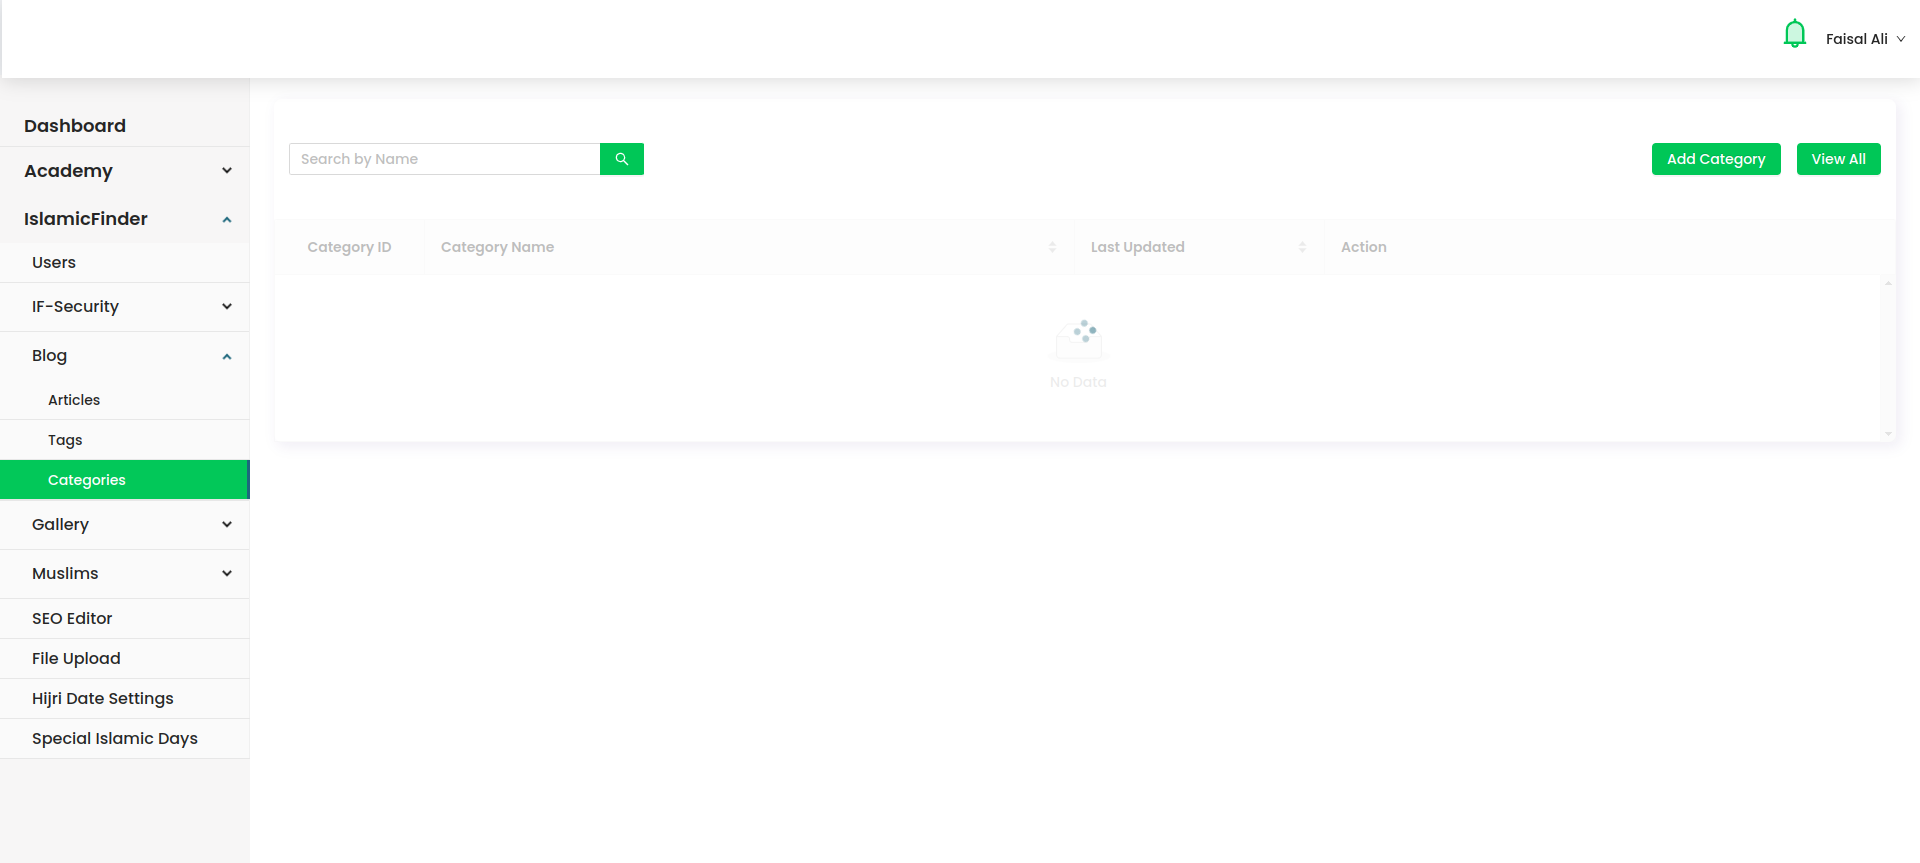 Faisal Ali
Dashboard
Academy
IslamicFinder
Users
IF-Security
Blog
Articles
Tags
Categories
Gallery
Muslims
SEO Editor
File Upload
Hijri Date Settings
Special Islamic Days
Search by Name
Add Category
View All
Category ID
Category Name
Last Updated
Action
No Data